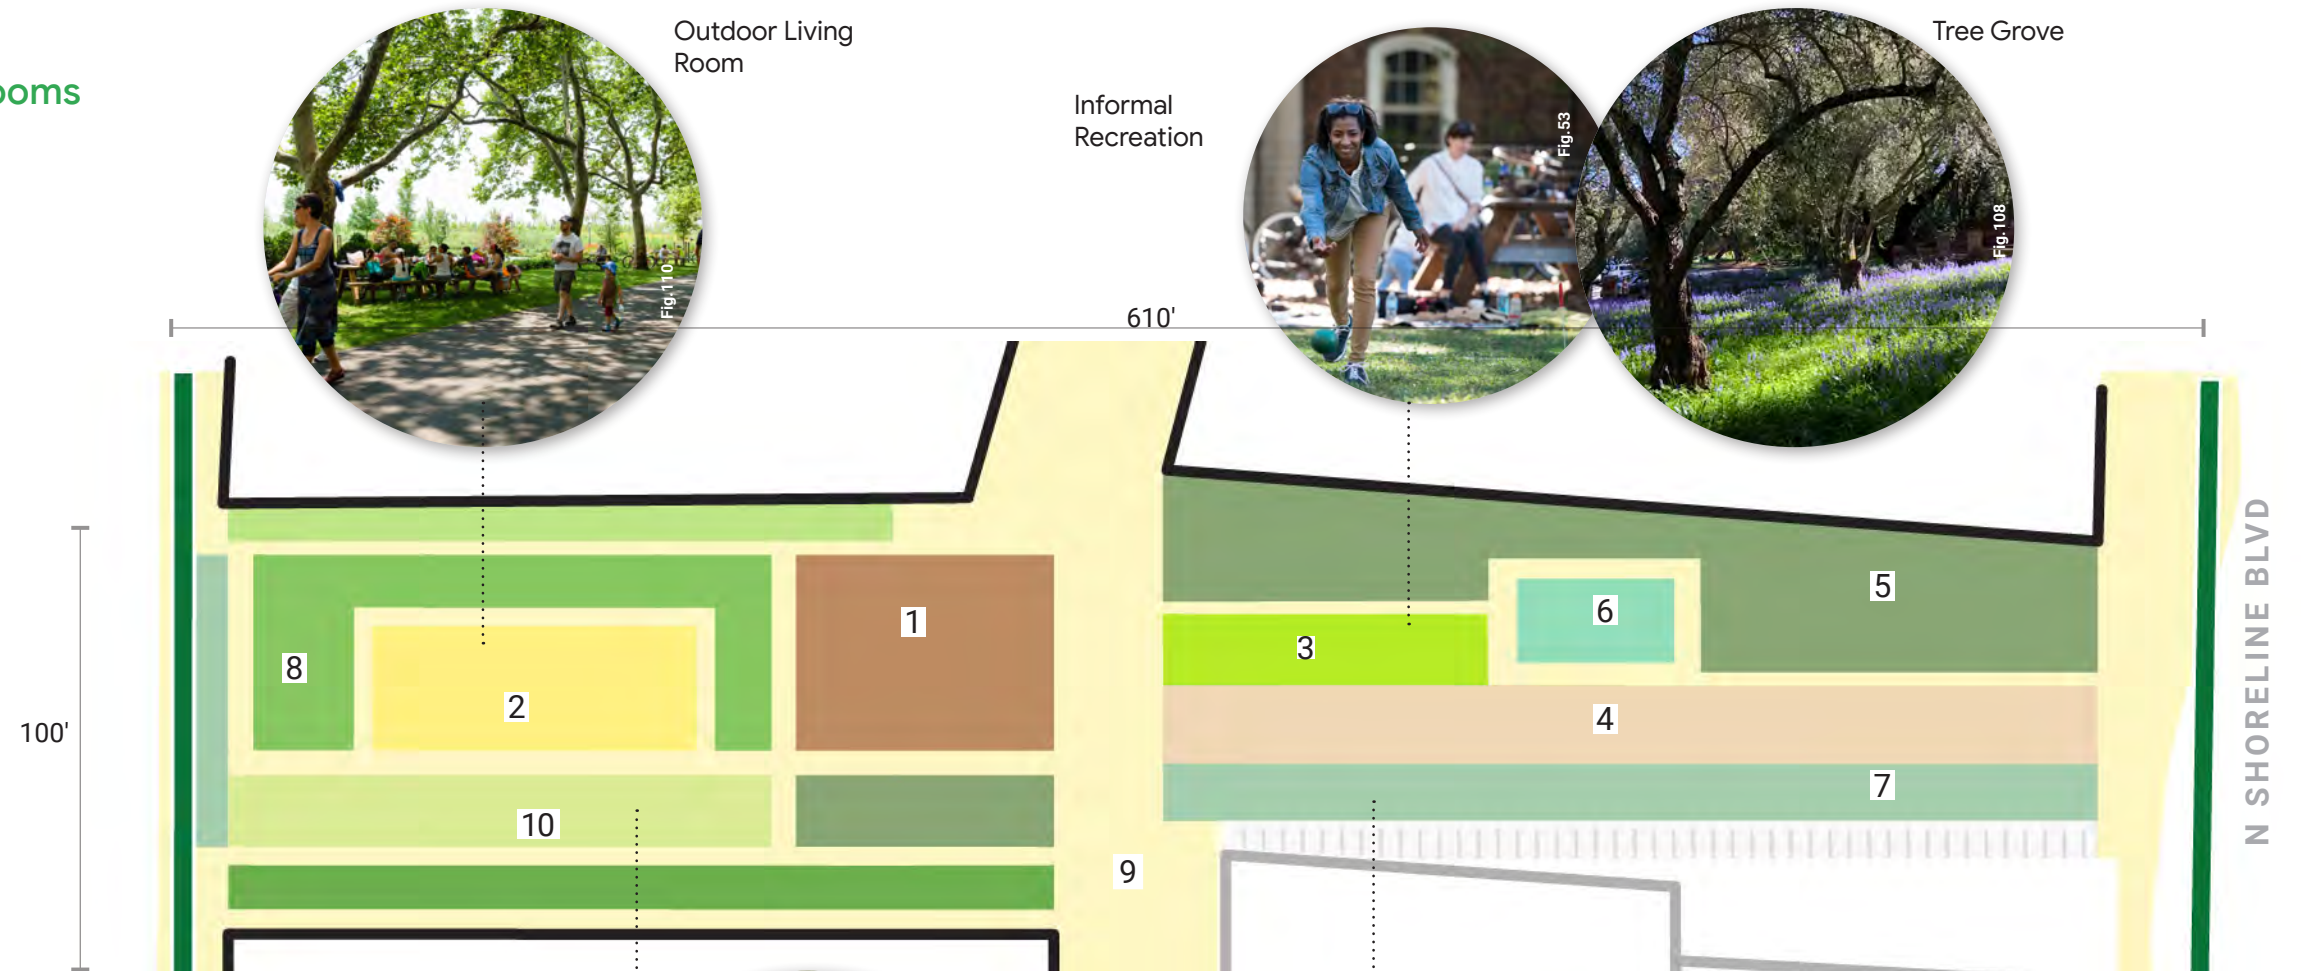 Outdoor Living
Room
Tree Grove
ooms
Informal
Recreation
Fig.53
Fig.108
Fig.110
610'
100'
N SHORELINE BLVD
1
2
3
4
5
6
7
8
9
10